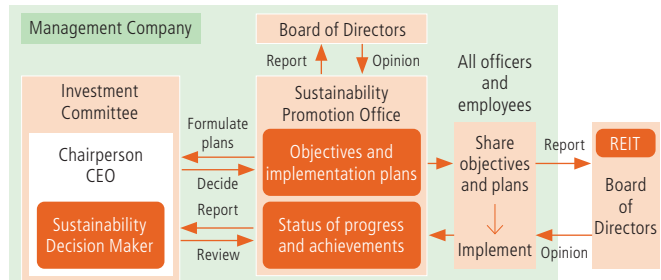 Management Company
Board of Directors
Report
Opinion
Investment
Committee
Chairperson
CEO
Sustainability
Decision Maker
Formulate
plans
Decide
Report
Review
Sustainability
Promotion Office
Objectives and
implementation plans
Status of progress
and achievements
All officers
and
employees
Share
objectives
and plans
Implement
Report
Opinion
REIT
Board
of
Directors